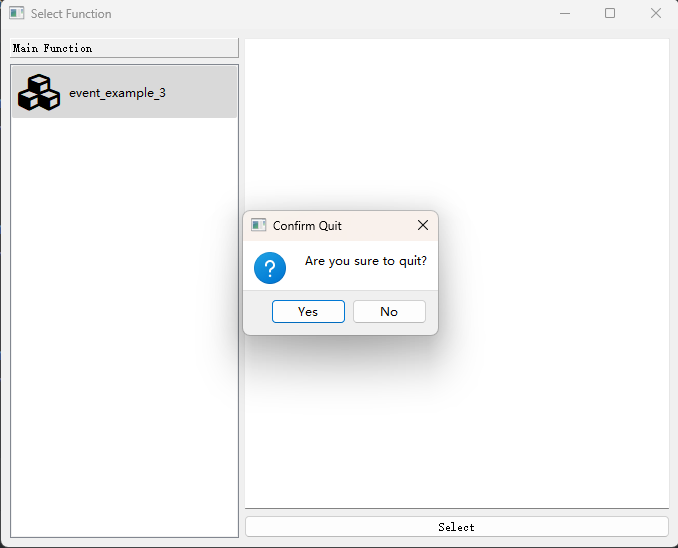 Select Function
Main Function
event_example_3
Confirm Quit
Are you sure to quit?
Yes
No
Select